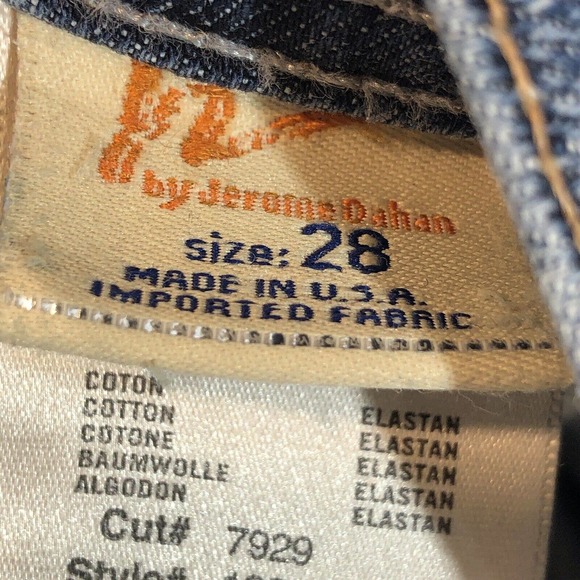 by Jerome Dahan
size: 28
MADE IN U.S.A.
IMPORTED FABRIC
COTON
COTTON ELASTAN
COTONE ELASTAN
BAUMWOLLE ELASTAN
ALGODON ELASTAN
ELASTAN
Cut# 7929
Style#